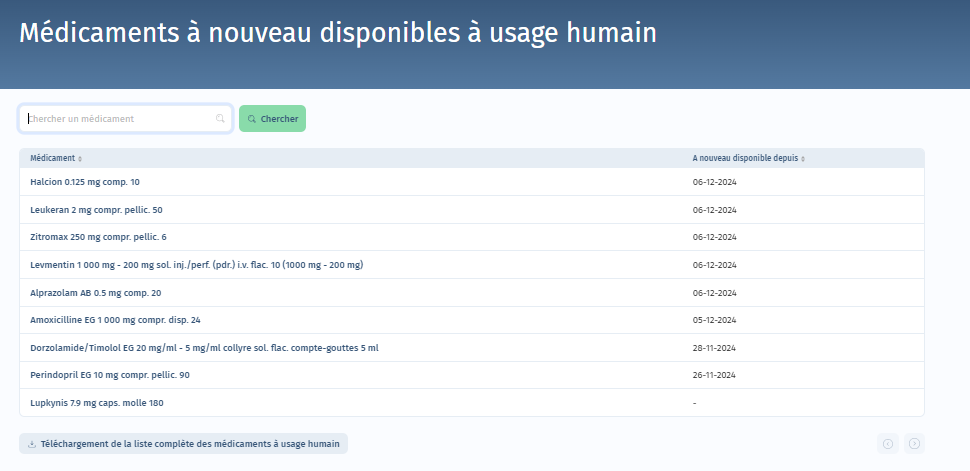 Médicaments à nouveau disponibles à usage humain
Chercher un médicament Chercher
Médicament A nouveau disponible depuis
Halcion 0.125 mg comp. 10 06-12-2024
Leukeran 2 mg compr. pellic. 50 06-12-2024
Zitromax 250 mg compr. pellic. 6 06-12-2024
Levmentin 1 000 mg - 200 mg sol. inj./perf. (pdr.) i.v. flac. 10 (1000 mg - 200 mg) 06-12-2024
Alprazolam AB 0.5 mg comp. 20 06-12-2024
Amoxicilline EG 1 000 mg compr. disp. 24 05-12-2024
Dorzolamide/Timolol EG 20 mg/ml - 5 mg/ml collyre sol. flac. compte-gouttes 5 ml 28-11-2024
Perindopril EG 10 mg compr. pellic. 90 26-11-2024
Lupkynis 7.9 mg caps. molle 180 -
Téléchargement de la liste complète des médicaments à usage humain